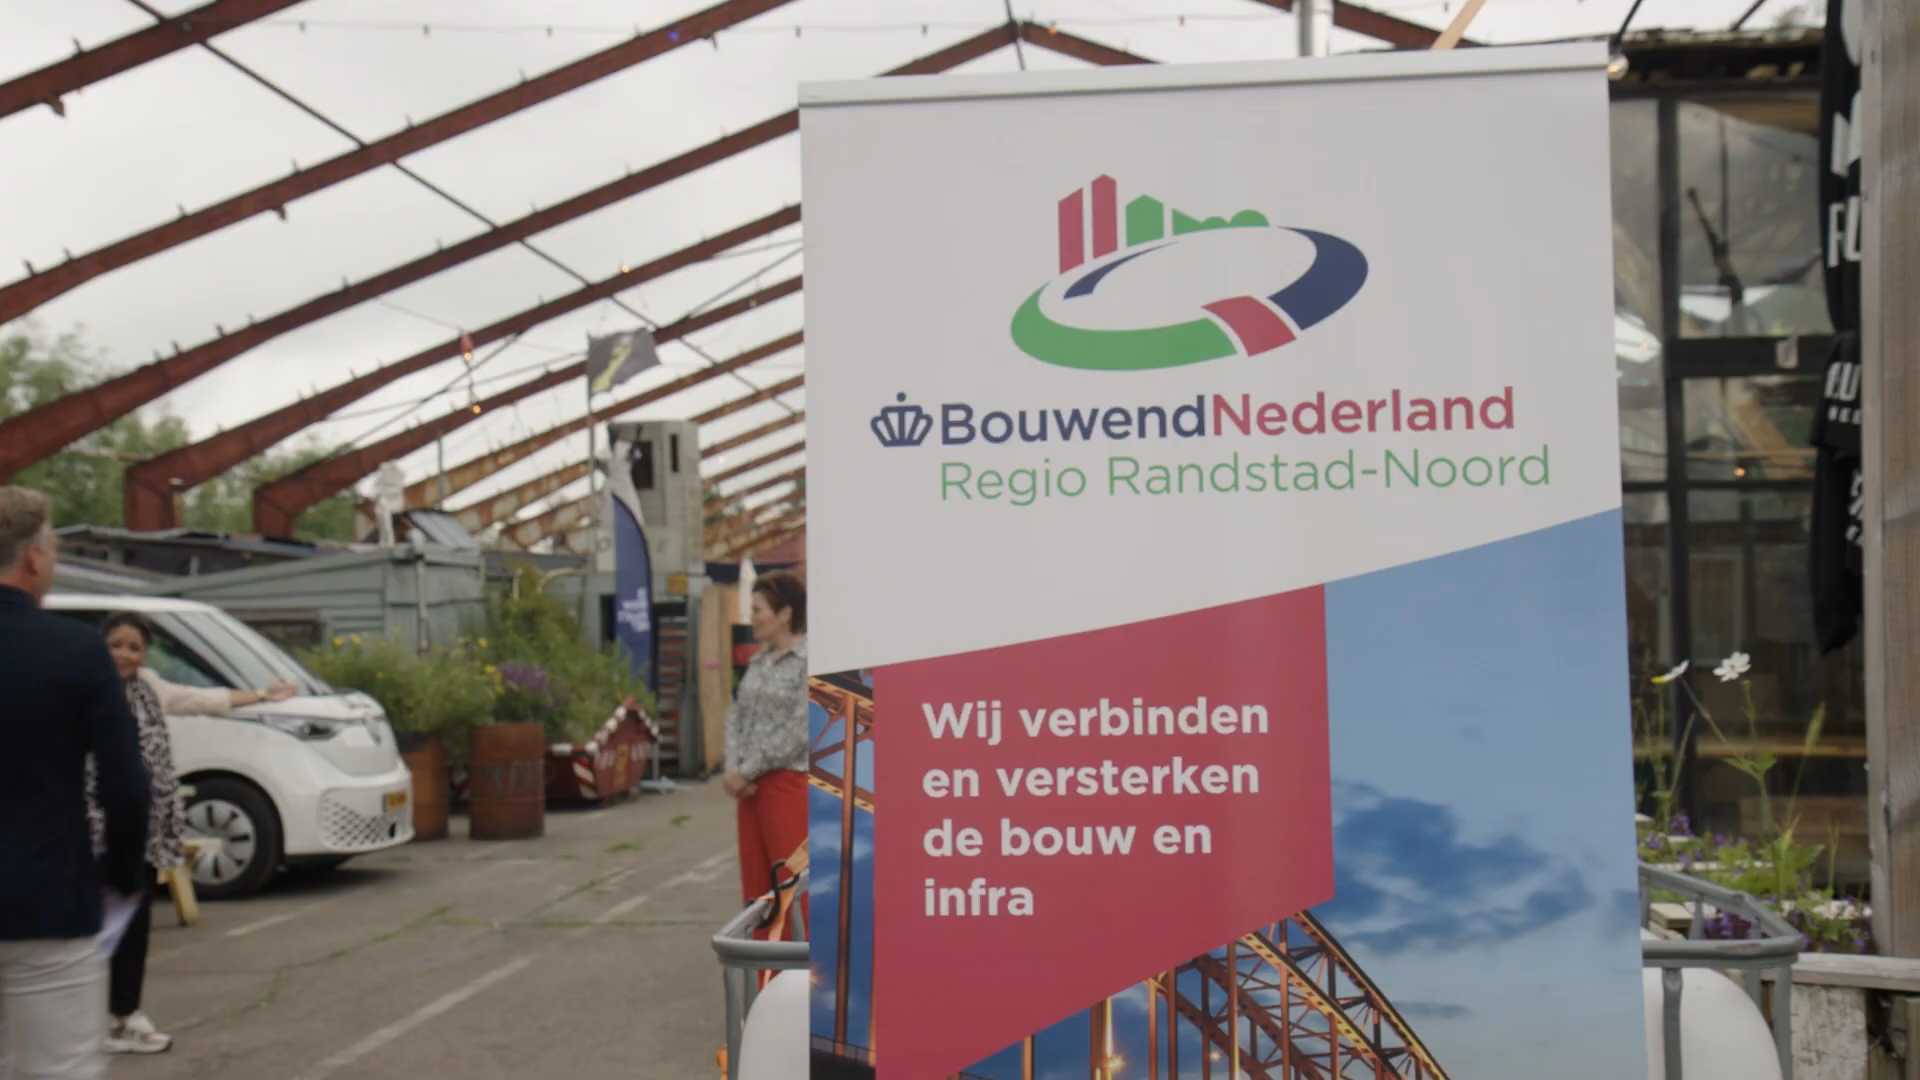 BouwendNederland
Regio Randstad-Noord
Wij verbinden
en versterken
de bouw en
infra